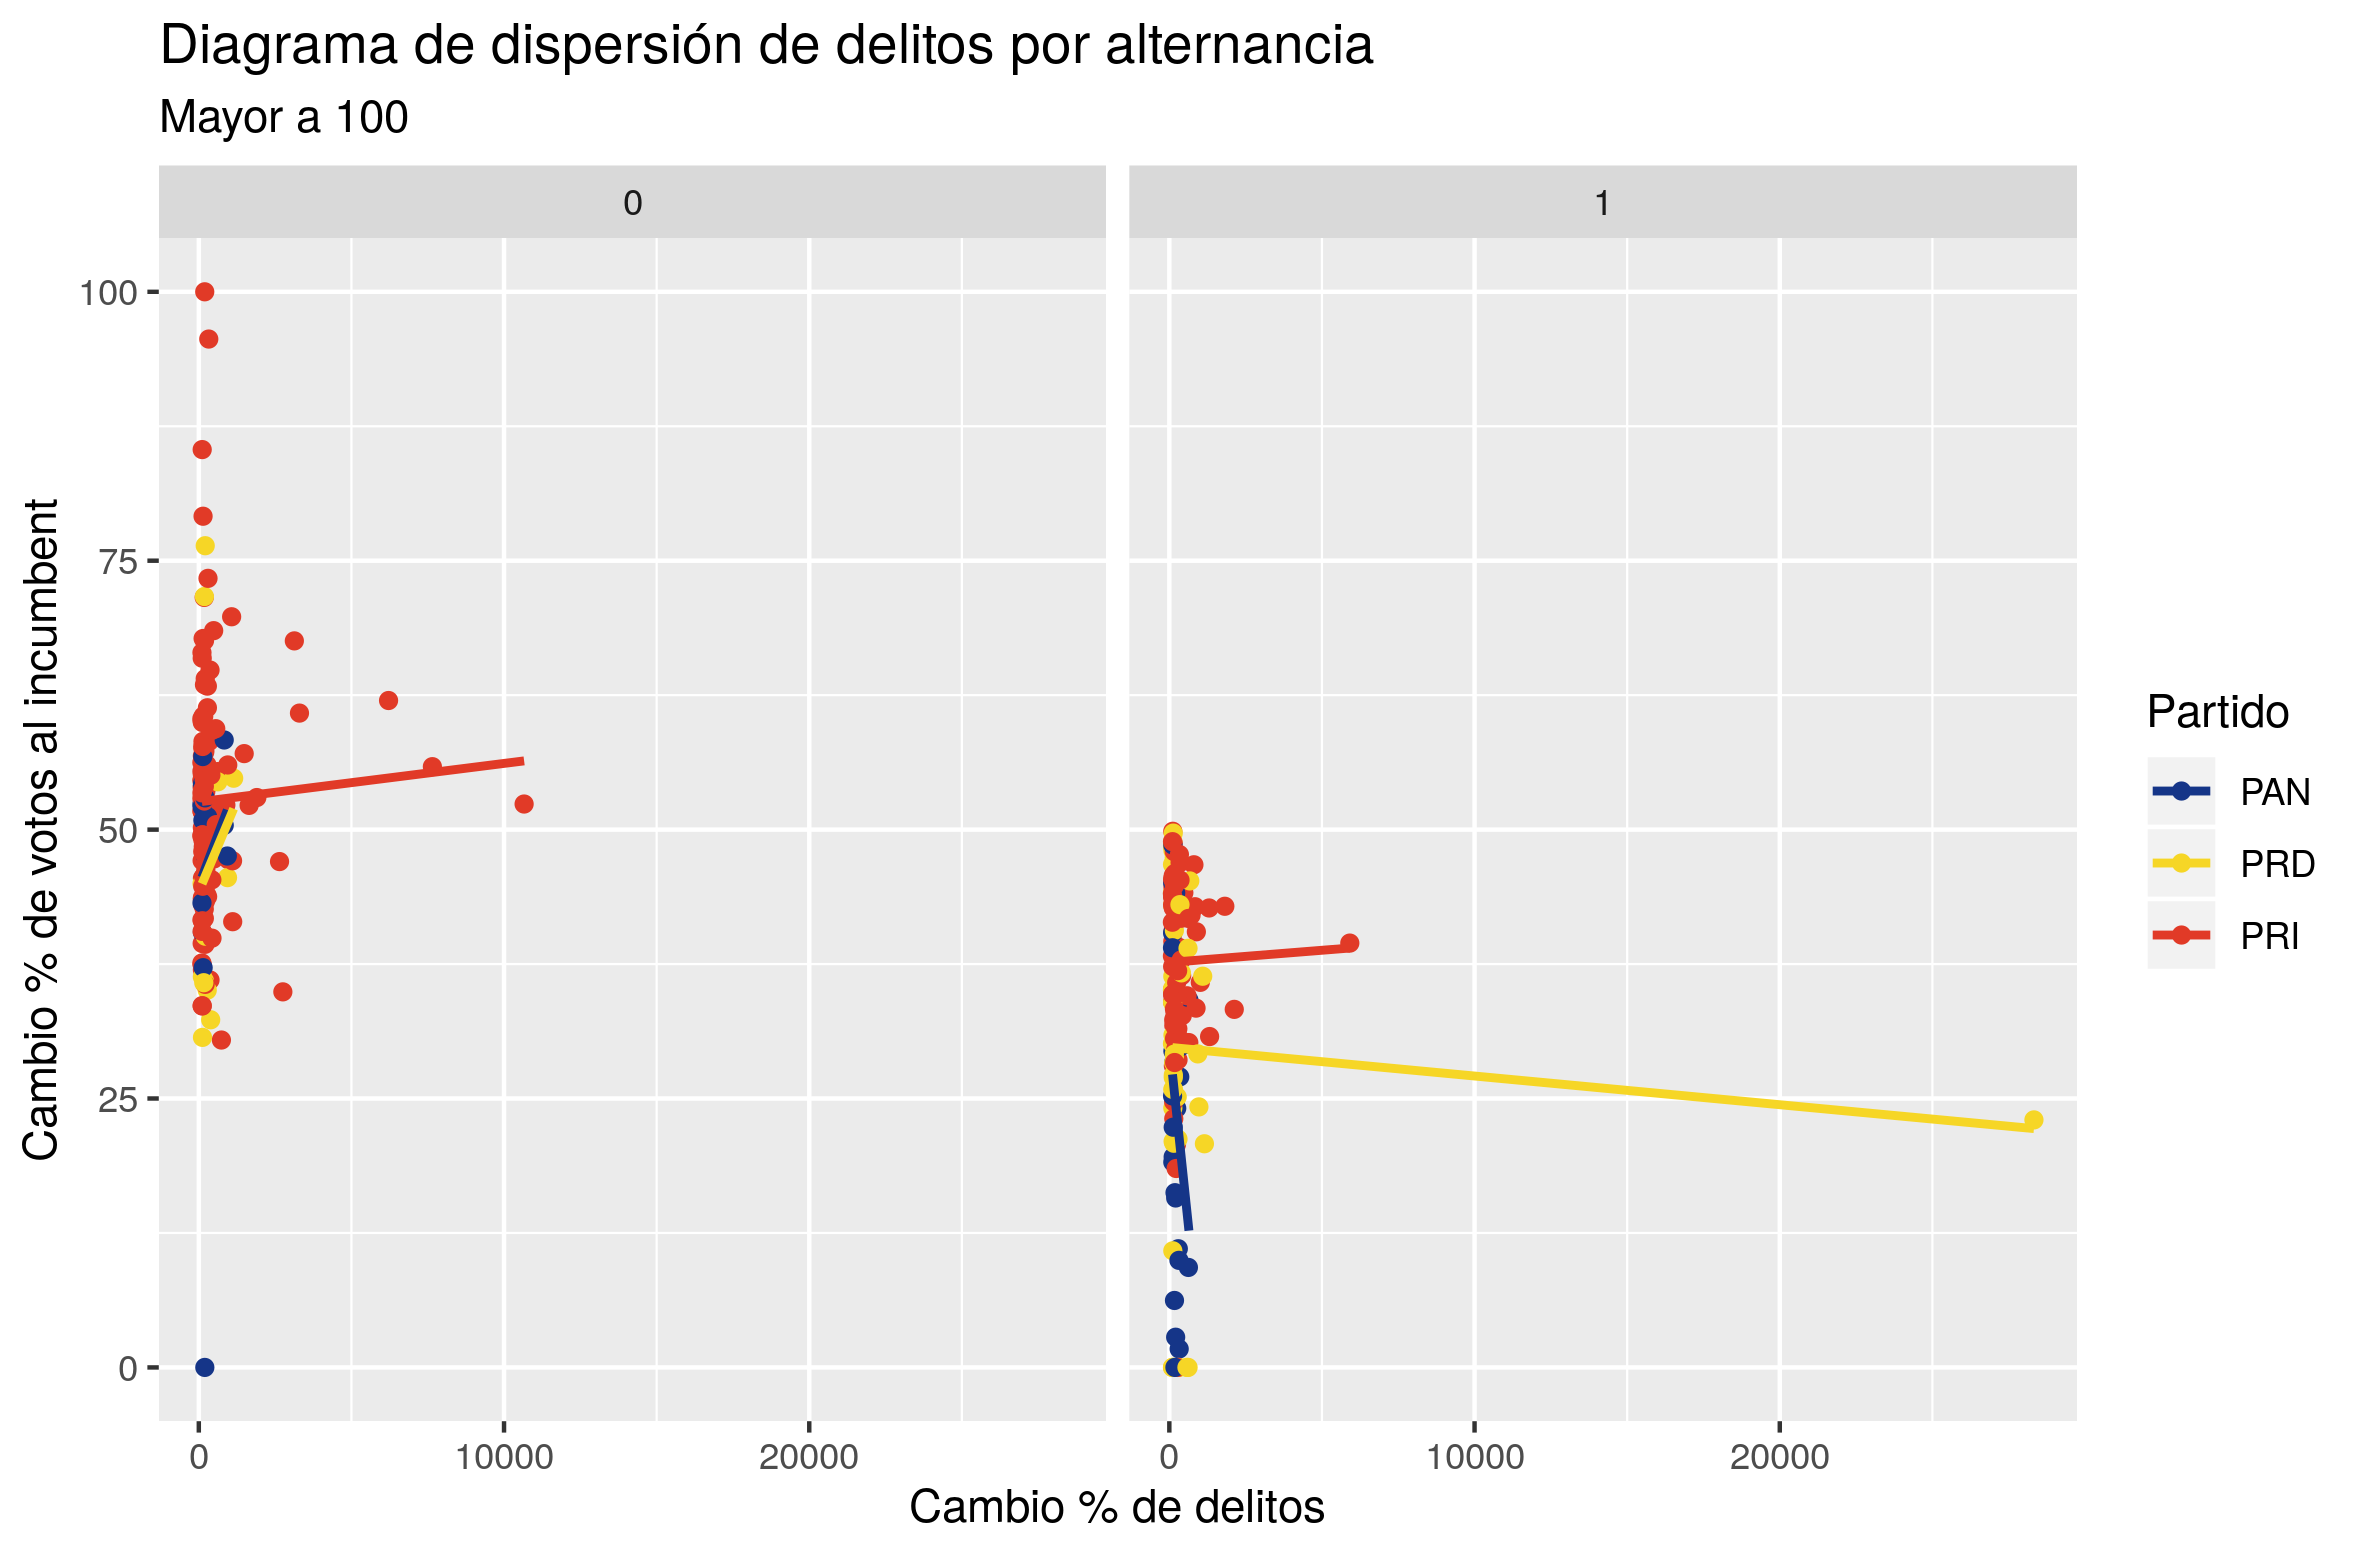 Diagrama de dispersión de delitos por alternancia
Mayor a 100
0
1
100
75
50
25
0
Cambio % de votos al incumbent
0
10000
20000
0
10000
20000
Cambio % de delitos
Partido
PAN
PRD
PRI